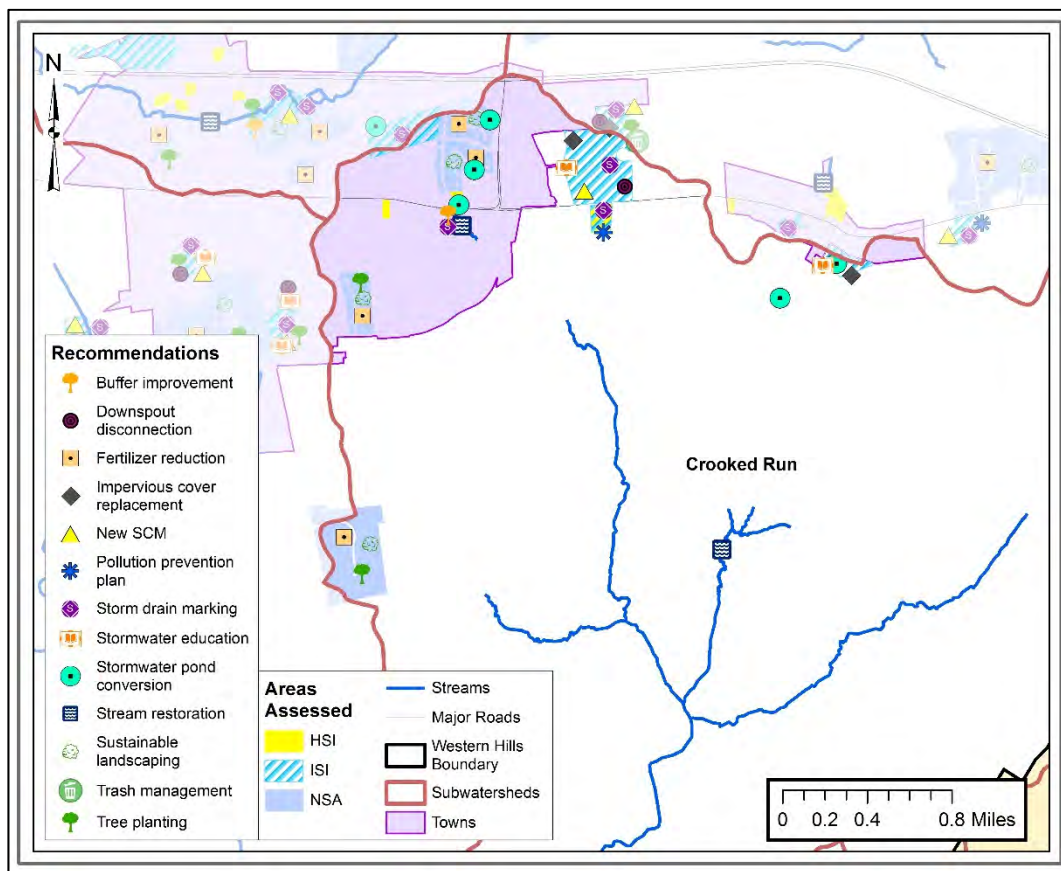 N
Crooked Run
Recommendations
Buffer improvement
Downspout
disconnection
Fertilizer reduction
Impervious cover
replacement
New SCM
Pollution prevention
plan
Storm drain marking
Stormwater education
Stormwater pond
conversion
Stream restoration
Sustainable
landscaping
Trash management
Tree planting
Areas
Assessed
HSI
ISI
NSA
Streams
Major Roads
Western Hills
Boundary
Subwatersheds
Towns
0 0.2 0.4 0.8 Miles